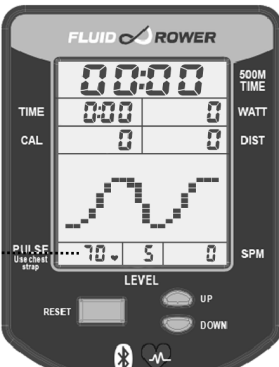 FLUID ROWER
00:00 500M TIME
TIME 0:00 0 WATT
CAL 0 0 DIST
PULSE 70 5 0 SPM
Use chest strap
LEVEL
RESET UP
DOWN